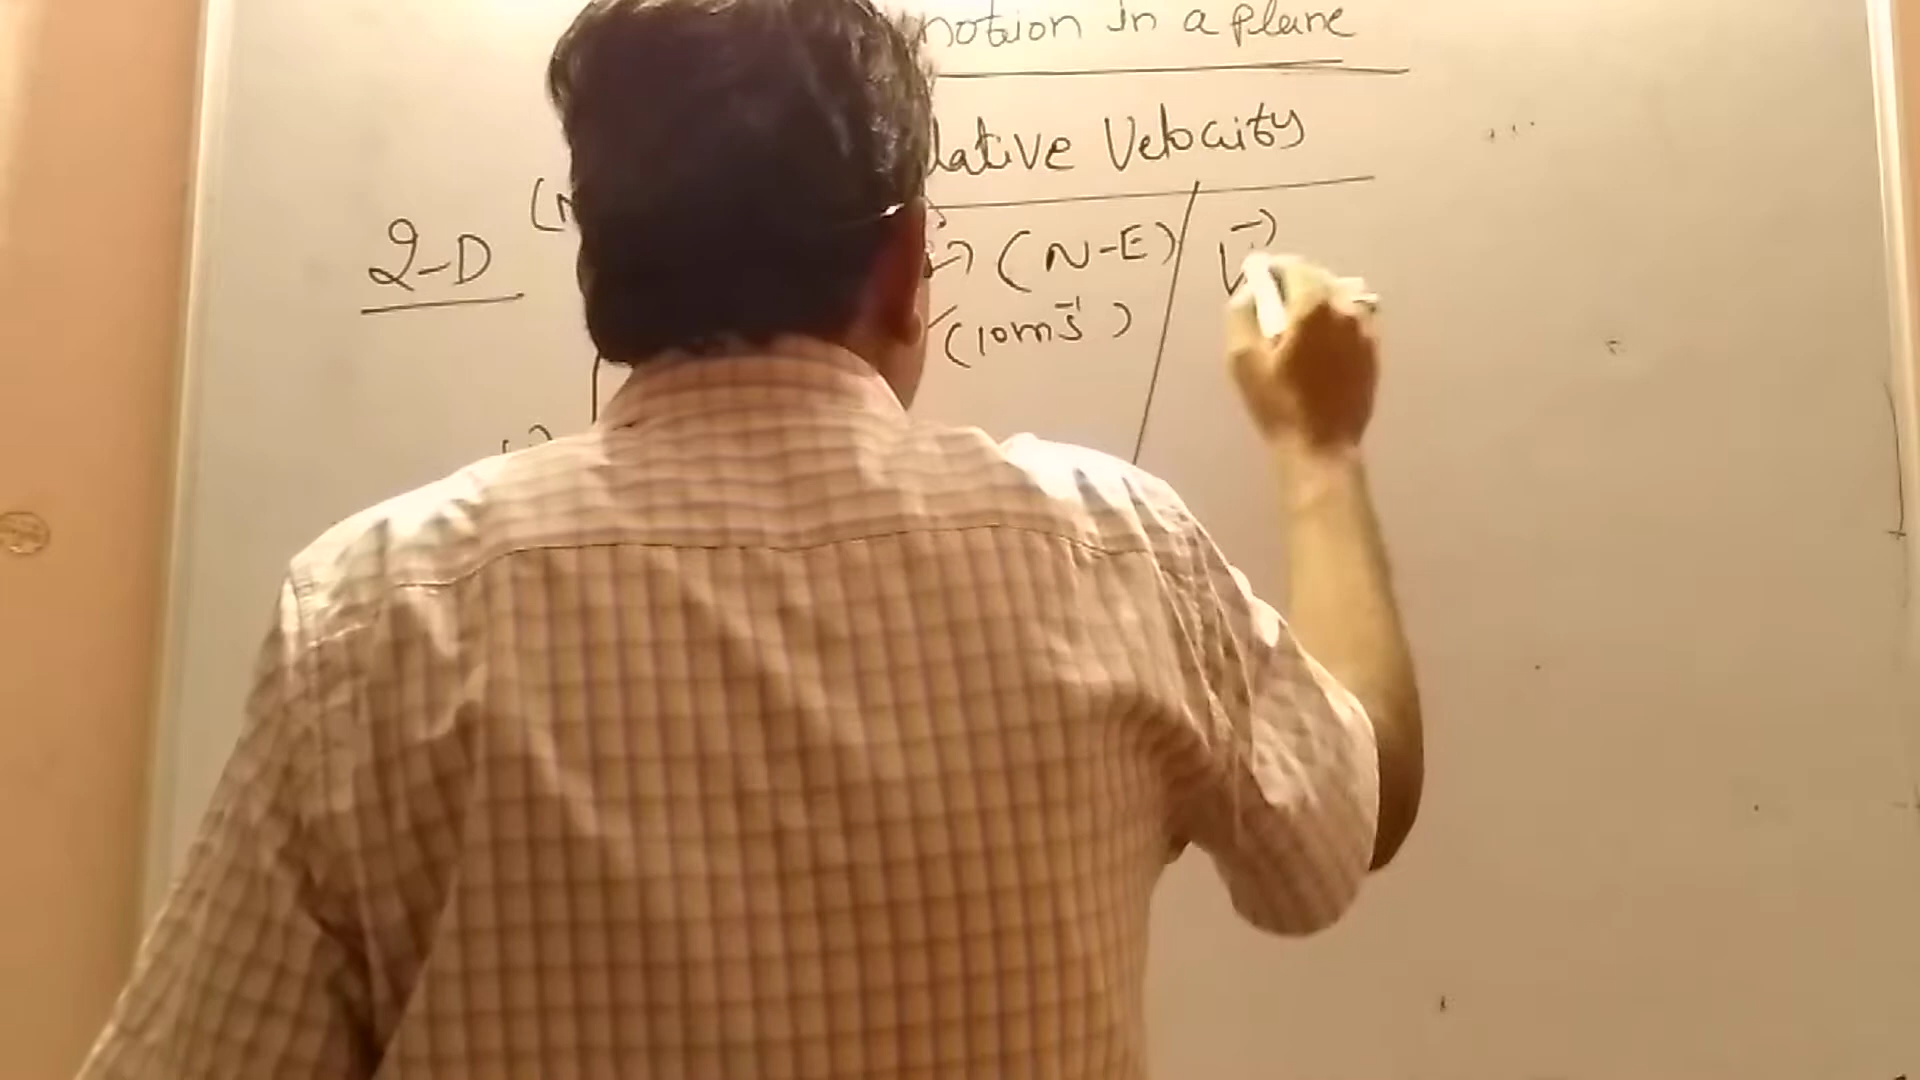 motion in a plane
lative Velocity
2-D
(N-E)
(10ms⁻¹)
V